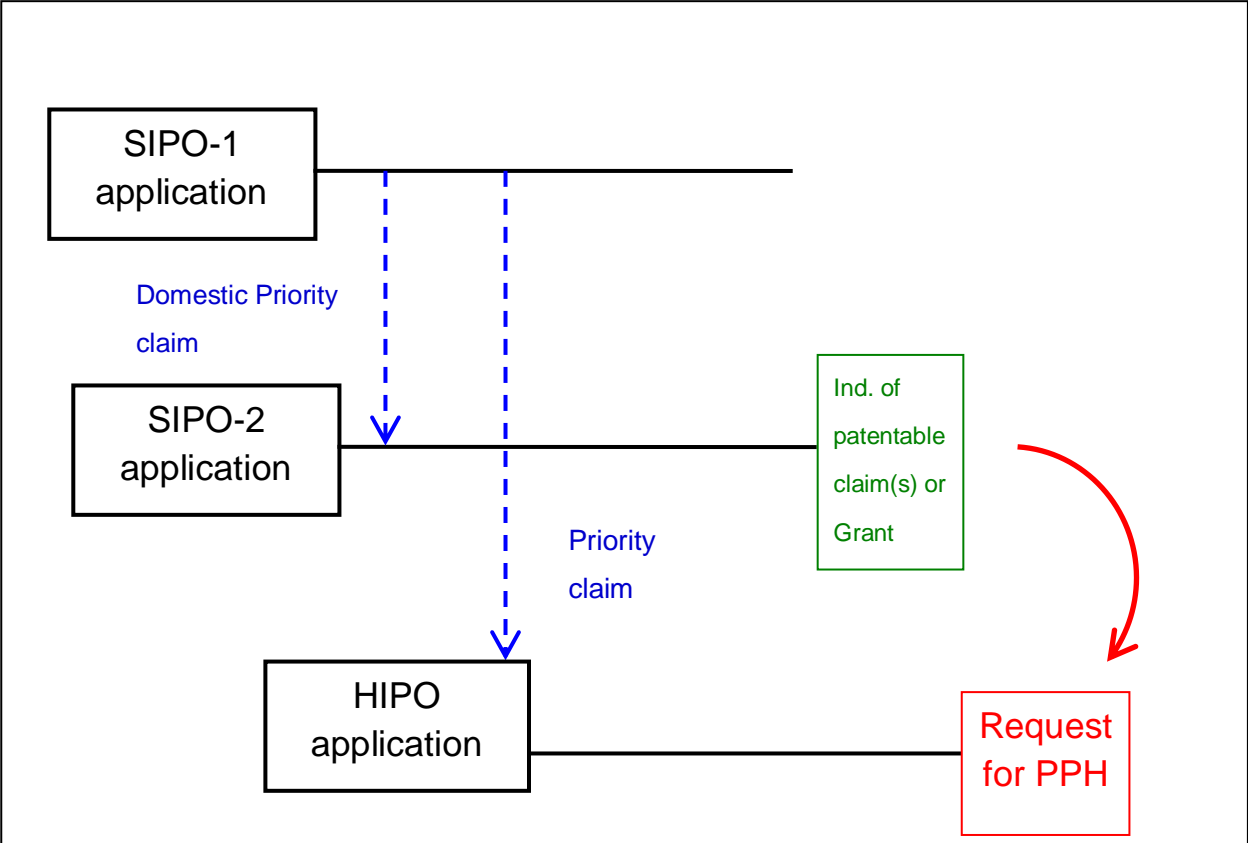 SIPO-1
application
Domestic Priority
claim
SIPO-2
application
Ind. of
patentable
claim(s) or
Grant
Priority
claim
HIPO
application
Request
for PPH